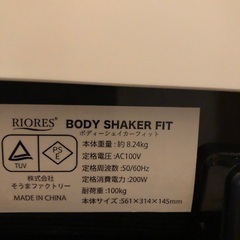 RIORES® BODY SHAKER FIT
ボディーシェイカーフィット
本体重量：約 8.24kg
定格電圧：AC100V
定格周波数：50/60Hz
定格消費電力：200W
耐荷重：100kg
本体サイズ：561×314×145mm
TUV
PSE
株式会社
そうまファクトリー
MADE IN CHINA